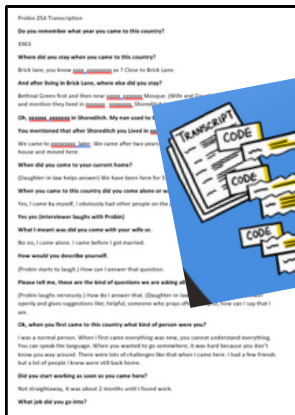 Probin 25A Transcription
Do you remember what year you came to this country?
1963
Where did you stay when you came to this country?
Brick lane, you know xxxx xxxxxxxxx xx ? Close to Brick Lane.
And after living in Brick Lane, where else did you stay?
Bethnal Green first and then near Mosque. (Wife and
and mention they lived in
Oh, in Shoreditch. My nan used to
You mentioned that after Shoreditch you Lived in
We came to later. We came after two years
house and moved here.
When did you come to your current home?
(Daughter-in law helps answer) We have been here for
When you came to this country did you come alone or
Yes, I came by myself, I obviously had other people on the
Yes yes (Interviewer laughs with Probin)
What I meant was did you come with your wife or.
No no, I came alone. I came before I got married.
How would you describe yourself.
(Probin starts to laugh.) How can I answer that question.
Please tell me, these are the kind of questions we are asking
(Probin laughs nervously.) How do I answer that. (Daughter-in
openly and gives suggestions like; helpful, someone who prays how can I say that I
am.
Ok, when you first came to this country what kind of person were you?
I was a normal person. When I first came everything was new, you cannot understand everything.
You can speak the language. When you wanted to go somewhere, it was hard because you don't
know you way around. There were lots of challenges like that when I came here. I had a few friends
but a lot of people I knew were still back home.
Did you start working as soon as you came here?
Not straightaway, it was about 2 months until I found work.
What job did you go into?
TRANSCRIPT
CODE
CODE
CODE